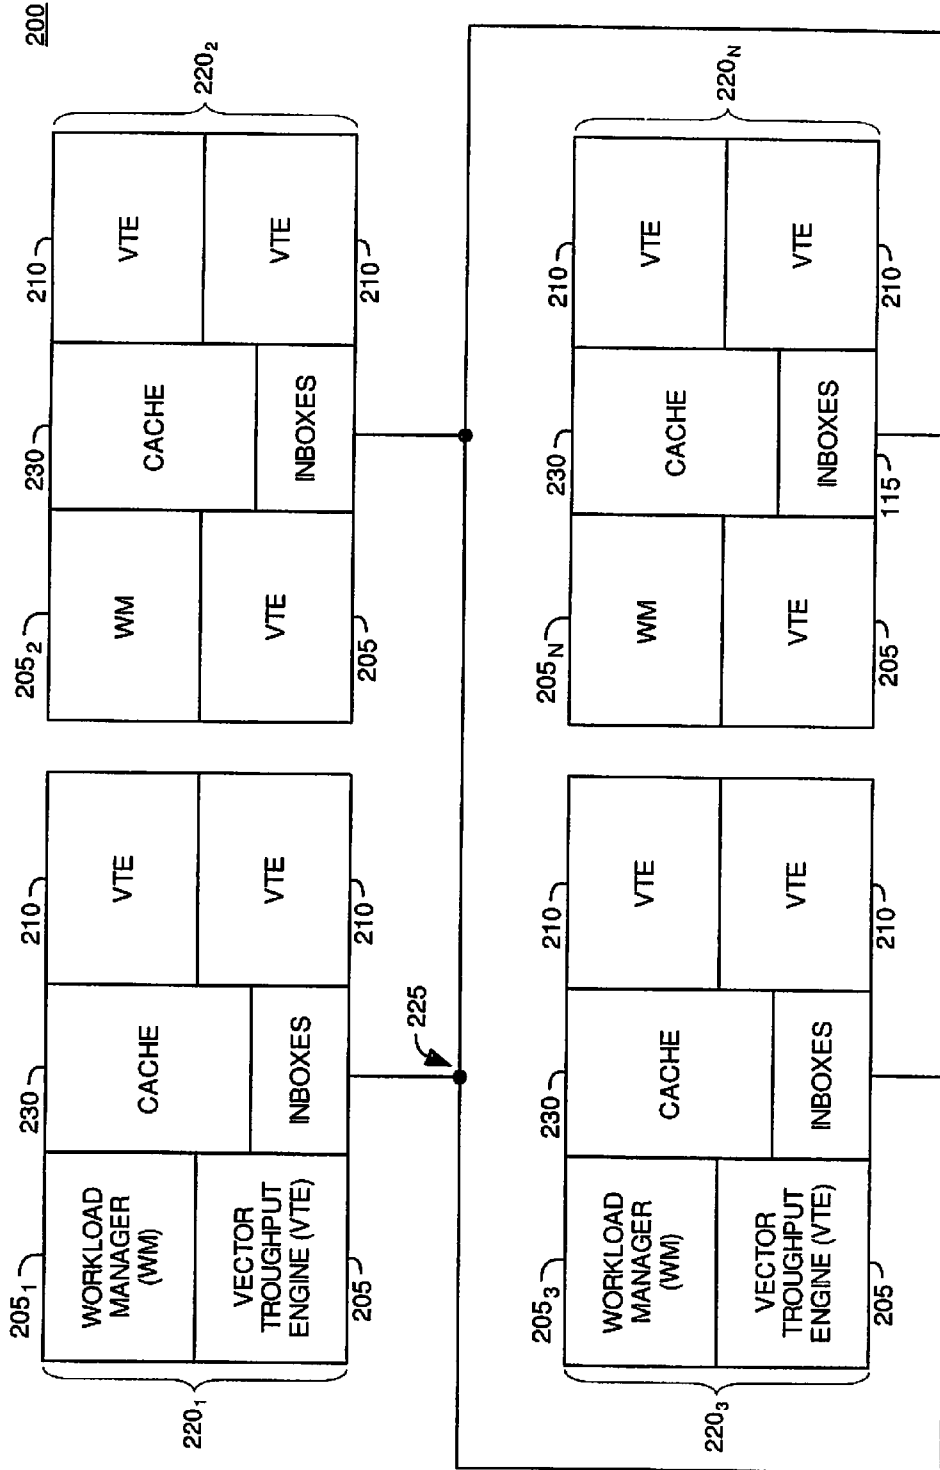 200
205₁
230
210
205₂
230
210
WORKLOAD
MANAGER
(WM)
CACHE
VTE
WM
CACHE
VTE
220₁
220₂
VECTOR
TROUGHPUT
ENGINE (VTE)
INBOXES
VTE
VTE
INBOXES
VTE
205
210
205
210
225
205₃
230
210
205N
230
210
WORKLOAD
MANAGER
(WM)
CACHE
VTE
WM
CACHE
VTE
220₃
220N
VECTOR
TROUGHPUT
ENGINE (VTE)
INBOXES
VTE
VTE
INBOXES
VTE
205
210
205
115
210